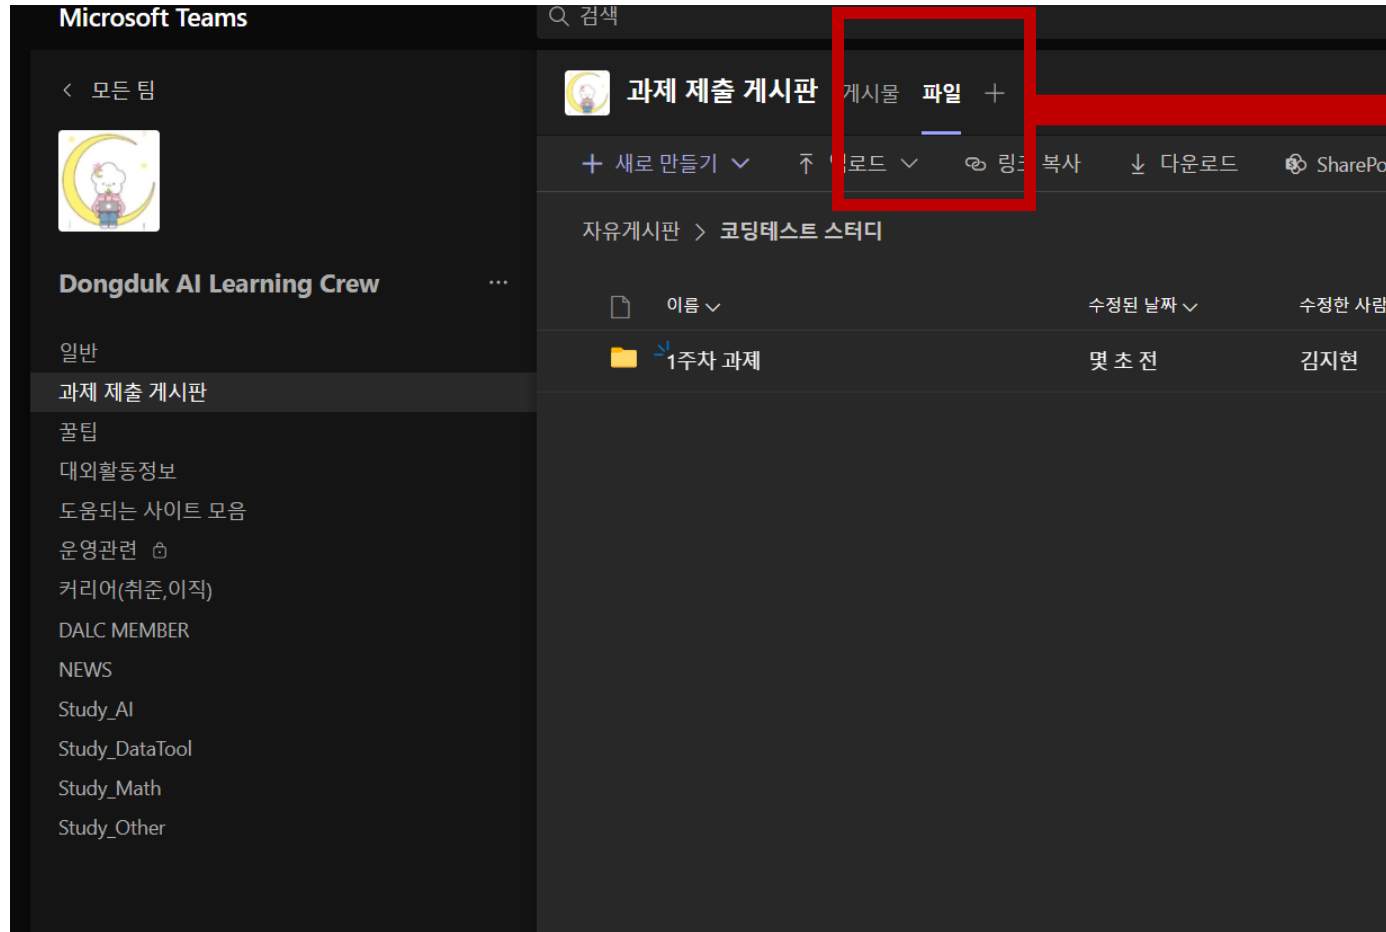 Microsoft Teams
검색
모든 팀
과제 제출 게시판 게시물 파일
새로 만들기 업로드 링크 복사 다운로드
자유게시판 > 코딩테스트 스터디
Dongduk AI Learning Crew ...
이름 수정된 날짜 수정한 사람
1주차 과제 몇 초 전 김지현
일반
과제 제출 게시판
꿀팁
대외활동정보
도움되는 사이트 모음
운영관련
커리어(취준,이직)
DALC MEMBER
NEWS
Study_AI
Study_DataTool
Study_Math
Study_Other